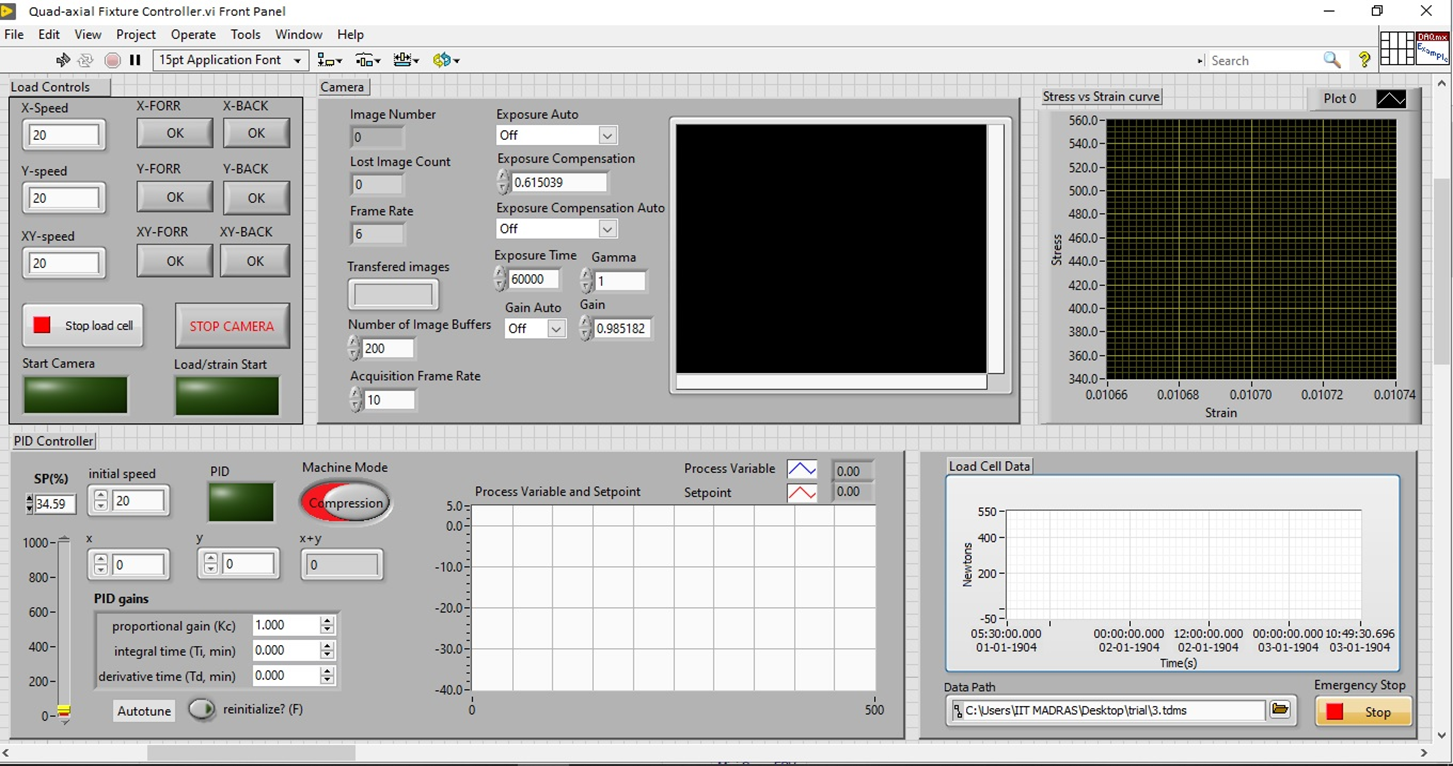 Quad-axial Fixture Controller.vi Front Panel
File Edit View Project Operate Tools Window Help
15pt Application Font
Search
DAQmx
Example
Load Controls
X-Speed X-FORR X-BACK
20 OK OK
Y-speed Y-FORR Y-BACK
20 OK OK
XY-speed XY-FORR XY-BACK
20 OK OK
Stop load cell STOP CAMERA
Start Camera Load/strain Start
Camera
Image Number
0
Lost Image Count
0
Frame Rate
6
Transfered images
Number of Image Buffers
200
Acquisition Frame Rate
10
Exposure Auto
Off
Exposure Compensation
0.615039
Exposure Compensation Auto
Off
Exposure Time Gamma
60000 1
Gain Auto Gain
Off 0.985182
Stress vs Strain curve Plot 0
560.0
540.0
520.0
500.0
480.0
460.0
440.0
420.0
400.0
380.0
360.0
340.0
Stress
0.01066 0.01068 0.01070 0.01072 0.01074
Strain
PID Controller
SP(%) initial speed PID Machine Mode
34.59 20 Compression
x y x+y
0 0 0
1000
800
600
400
200
0
PID gains
proportional gain (Kc) 1.000
integral time (Ti, min) 0.000
derivative time (Td, min) 0.000
Autotune reinitialize? (F)
Process Variable 0.00
Process Variable and Setpoint Setpoint 0.00
5.0
0.0
-10.0
-20.0
-30.0
-40.0
0 500
Load Cell Data
550
400
200
-50
Newtons
05:30:00.000 00:00:00.000 12:00:00.000 00:00:00.000 10:49:30.696
01-01-1904 02-01-1904 02-01-1904 03-01-1904 03-01-1904
Time(s)
Data Path Emergency Stop
C:\Users\IIT MADRAS\Desktop\trial\3.tdms Stop